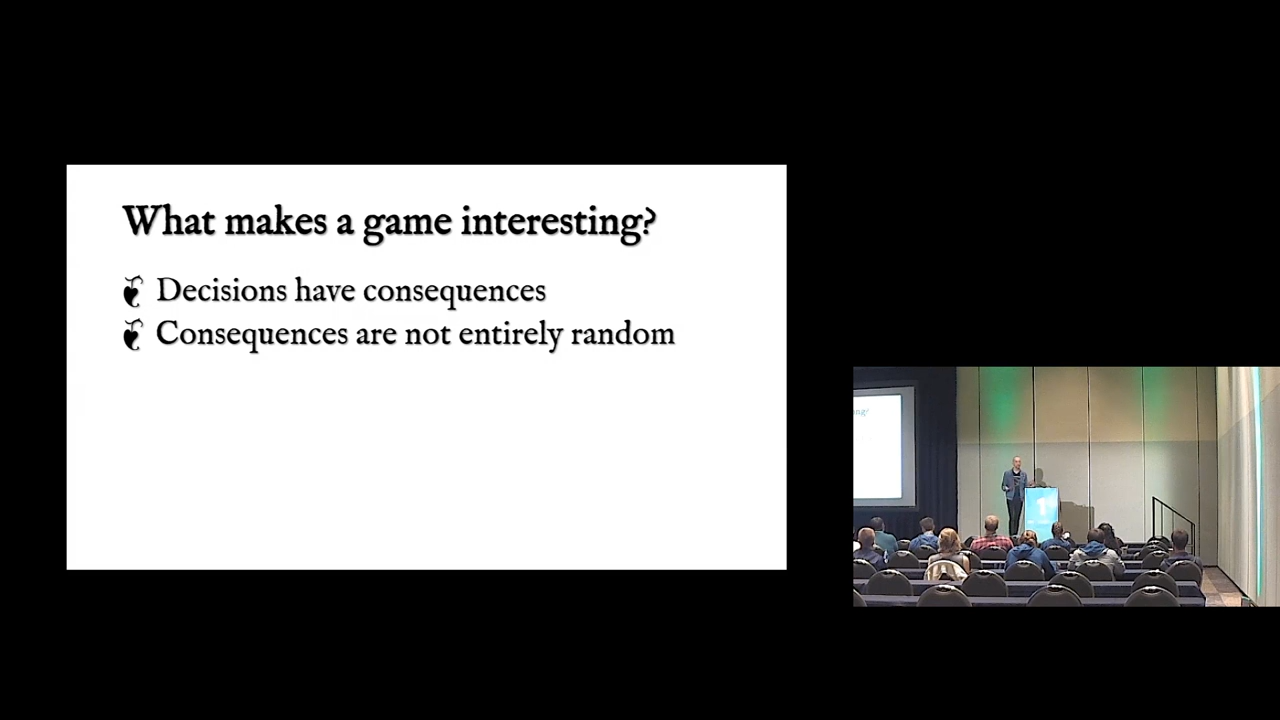 What makes a game interesting?
Decisions have consequences
Consequences are not entirely random